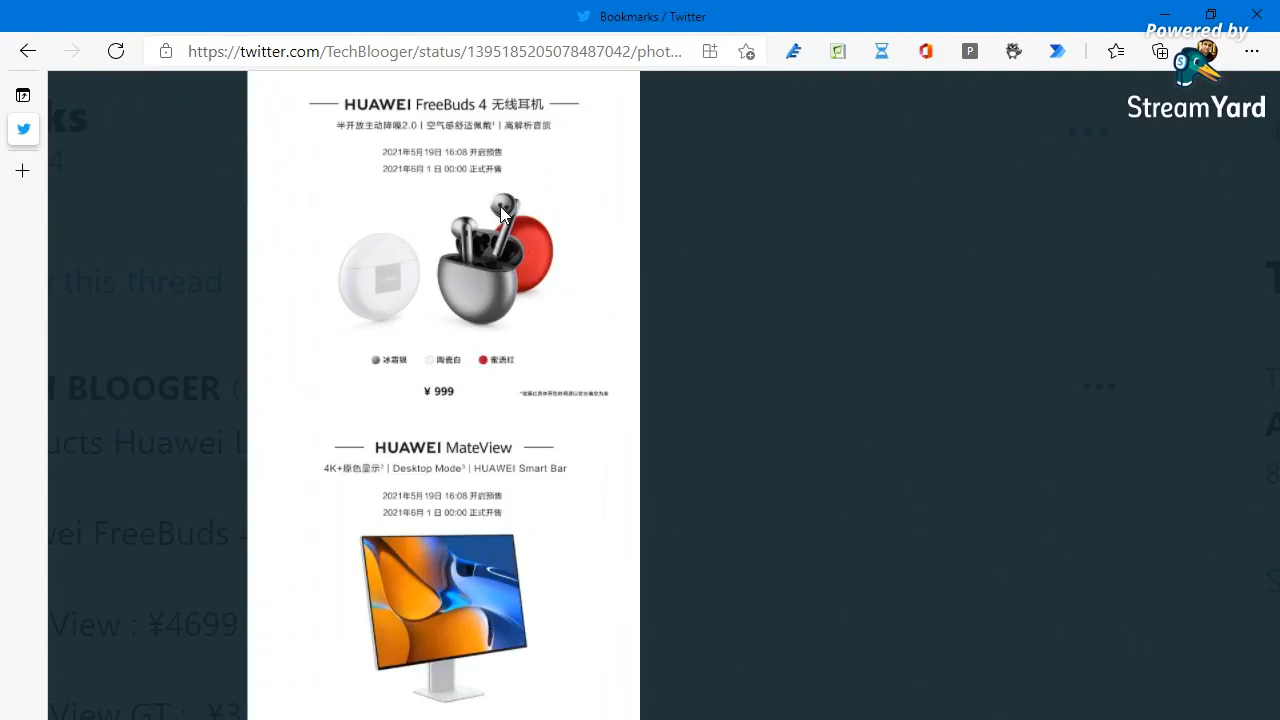 Bookmarks / Twitter
https://twitter.com/TechBlooger/status/1395185205078487042/phot...
Powered by
StreamYard
HUAWEI FreeBuds 4 无线耳机
半开放主动降噪2.0 | 空气感舒适佩戴¹ | 高解析音质
2021年5月19日 16:08 开启预售
2021年6月 1 日 00:00 正式开售
冰霜银 陶瓷白 蜜语红
¥ 999
HUAWEI MateView
4K+原色显示² | Desktop Mode³ | HUAWEI Smart Bar
2021年5月19日 16:08 开启预售
2021年6月 1 日 00:00 正式开售
ks
4
this thread
BLOOGER
ucts Huawei
wei FreeBuds -
View : ¥4699
View GT : ¥3